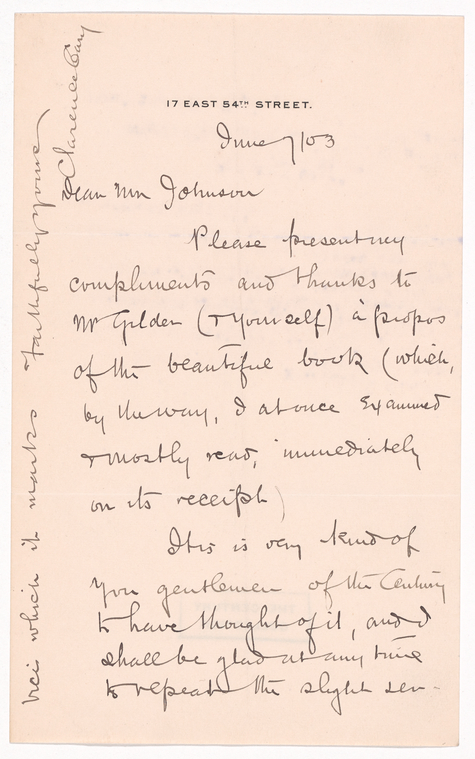 17 EAST 54TH STREET.
June 7/03
Dear Mr Johnson
Please present my
compliments and thanks to
Mr Gilder (& yourself) à propos
of the beautiful book (which,
by the way, I at once examined
& mostly read, immediately
on its receipt)
It is very kind of
you gentlemen of the Century
to have thought of it, and I
shall be glad at any time
to repeat the slight ser-
vice which it marks Faithfully yours
Clarence Cary